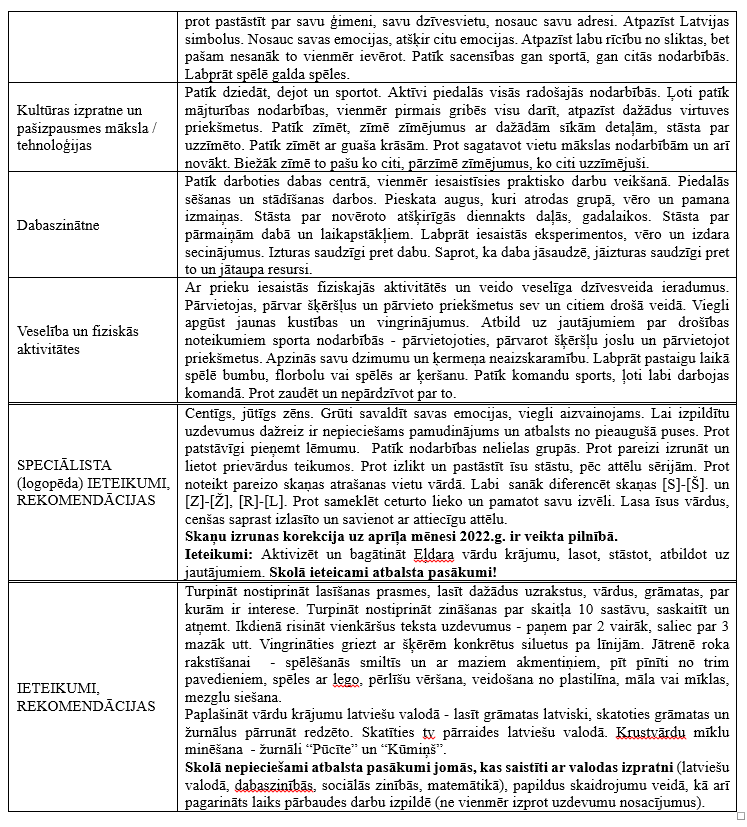 prot pastāstīt par savu ģimeni, savu dzīvesvietu, nosauc savu adresi. Atpazīst Latvijas
simbolus. Nosauc savas emocijas, atšķir citu emocijas. Atpazīst labu rīcību no sliktas, bet
pašam nesanāk to vienmēr ievērot. Patīk sacensības gan sportā, gan citās nodarbībās.
Labprāt spēlē galda spēles.
Kultūras izpratne un
pašizpausmes māksla /
tehnoloģijas
Patīk dziedāt, dejot un sportot. Aktīvi piedalās visās radošajās nodarbībās. Ļoti patīk
mājturības nodarbības, vienmēr pirmais gribēs visu darīt, atpazīst dažādus virtuves
priekšmetus. Patīk zīmēt, zīmē zīmējumus ar dažādām sīkām detaļām, stāsta par
uzzīmēto. Patīk zīmēt ar guaša krāsām. Prot sagatavot vietu mākslas nodarbībām un arī
novākt. Biežāk zīmē to pašu ko citi, pārzīmē zīmējumus, ko citi uzzīmējuši.
Dabaszinātne
Patīk darboties dabas centrā, vienmēr iesaistīsies praktisko darbu veikšanā. Piedalās
sēšanas un stādīšanas darbos. Pieskata augus, kuri atrodas grupā, vēro un pamana
izmaiņas. Stāsta par novēroto atšķirīgās diennakts daļās, gadalaikos. Stāsta par
pārmaiņām dabā un laikapstākļiem. Labprāt iesaistās eksperimentos, vēro un izdara
secinājumus. Izturas saudzīgi pret dabu. Saprot, ka daba jāsaudzē, jāizturas saudzīgi pret
to un jātaupa resursi.
Veselība un fiziskās
aktivitātes
Ar prieku iesaistās fiziskajās aktivitātēs un veido veselīga dzīvesveida ieradumus.
Pārvietojas, pārvar šķēršļus un pārvieto priekšmetus sev un citiem drošā veidā. Viegli
apgūst jaunas kustības un vingrinājumus. Atbild uz jautājumiem par drošības
noteikumiem sporta nodarbībās - pārvietojoties, pārvarot šķēršļu joslu un pārvietojot
priekšmetus. Apzinās savu dzimumu un ķermeņa neaizskaramību. Labprāt pastaigu laikā
spēlē bumbu, florbolu vai spēlēs ar ķeršanu. Patīk komandu sports, ļoti labi darbojas
komandā. Prot zaudēt un nepārdzīvot par to.
SPECIĀLISTA
(logopēda) IETEIKUMI,
REKOMENDĀCIJAS
Centīgs, jūtīgs zēns. Grūti savaldīt savas emocijas, viegli aizvainojams. Lai izpildītu
uzdevumus dažreiz ir nepieciešams pamudinājums un atbalsts no pieaugušā puses. Prot
patstāvīgi pieņemt lēmumu. Patīk nodarbības nelielas grupās. Prot pareizi izrunāt un
lietot prievārdus teikumos. Prot izlikt un pastāstīt īsu stāstu, pēc attēlu sērijām. Prot
noteikt pareizo skaņas atrašanas vietu vārdā. Labi sanāk diferencēt skaņas [S]-[Š]. un
[Z]-[Ž], [R]-[L]. Prot sameklēt ceturto lieko un pamatot savu izvēli. Lasa īsus vārdus,
cenšas saprast izlasīto un savienot ar attiecīgu attēlu.
Skaņu izrunas korekcija uz aprīļa mēnesi 2022.g. ir veikta pilnībā.
Ieteikumi: Aktivizēt un bagātināt Eldara vārdu krājumu, lasot, stāstot, atbildot uz
jautājumiem. Skolā ieteicami atbalsta pasākumi!
IETEIKUMI,
REKOMENDĀCIJAS
Turpināt nostiprināt lasīšanas prasmes, lasīt dažādus uzrakstus, vārdus, grāmatas, par
kurām ir interese. Turpināt nostiprināt zināšanas par skaitļa 10 sastāvu, saskaitīt un
atņemt. Ikdienā risināt vienkāršus teksta uzdevumus - paņem par 2 vairāk, saliec par 3
mazāk utt. Vingrināties griezt ar šķērēm konkrētus siluetus pa līnijām. Jātrenē roka
rakstīšanai - spēlēšanās smiltīs un ar maziem akmentiņiem, pīt pīnīti no trim
pavedieniem, spēles ar lego, pērlīšu vēršana, veidošana no plastilīna, māla vai mīklas,
mezglu siešana.
Paplašināt vārdu krājumu latviešu valodā - lasīt grāmatas latviski, skatoties grāmatas un
žurnālus pārrunāt redzēto. Skatīties tv pārraides latviešu valodā. Krustvārdu mīklu
minēšana - žurnāli “Pūcīte” un “Kūmiņš”.
Skolā nepieciešami atbalsta pasākumi jomās, kas saistīti ar valodas izpratni (latviešu
valodā, dabaszinībās, sociālās zinībās, matemātikā), papildus skaidrojumu veidā, kā arī
pagarināts laiks pārbaudes darbu izpildē (ne vienmēr izprot uzdevumu nosacījumus).